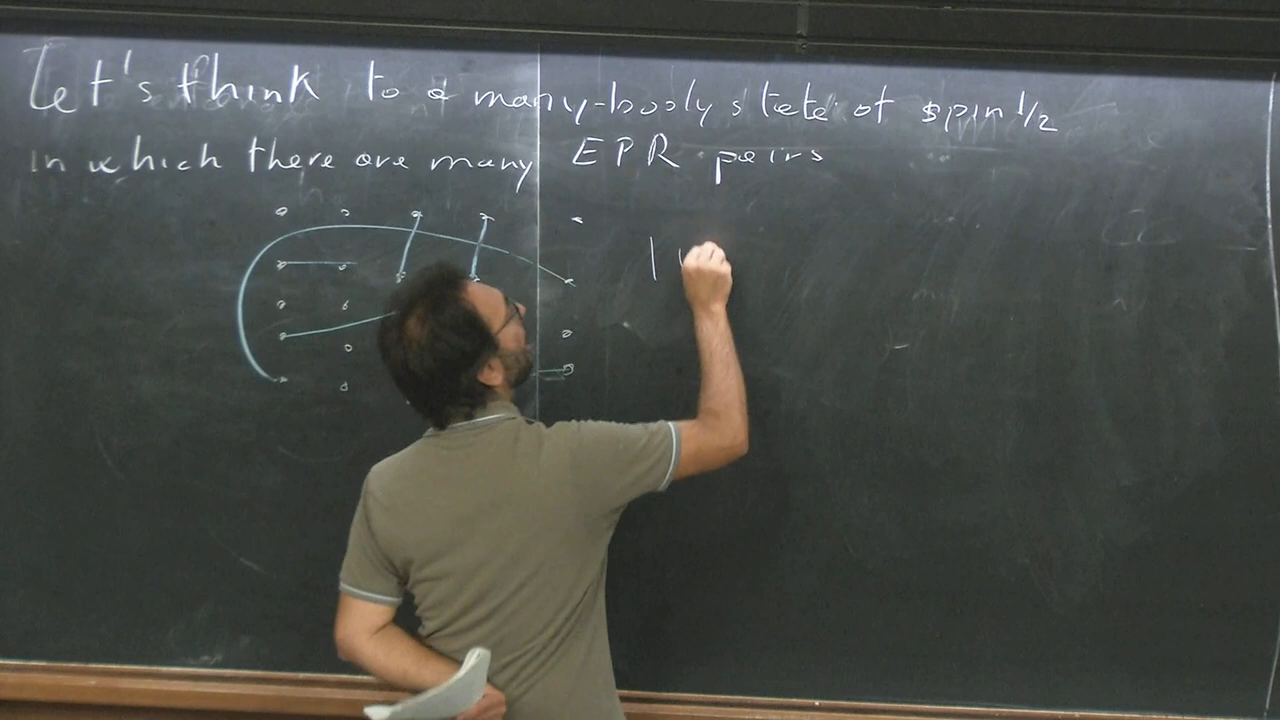 Let's think to a many-body state of spin 1/2
in which there are many EPR pairs
|